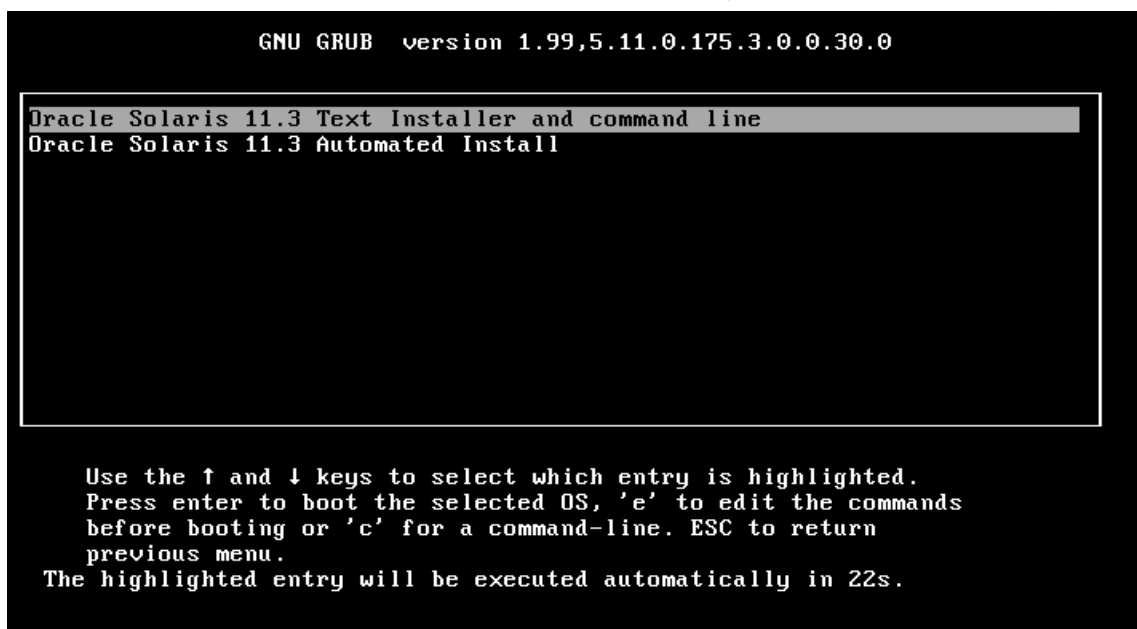 GNU GRUB  version 1.99,5.11.0.175.3.0.0.30.0
Oracle Solaris 11.3 Text Installer and command line
Oracle Solaris 11.3 Automated Install
Use the ↑ and ↓ keys to select which entry is highlighted.
Press enter to boot the selected OS, 'e' to edit the commands
before booting or 'c' for a command-line. ESC to return
previous menu.
The highlighted entry will be executed automatically in 22s.